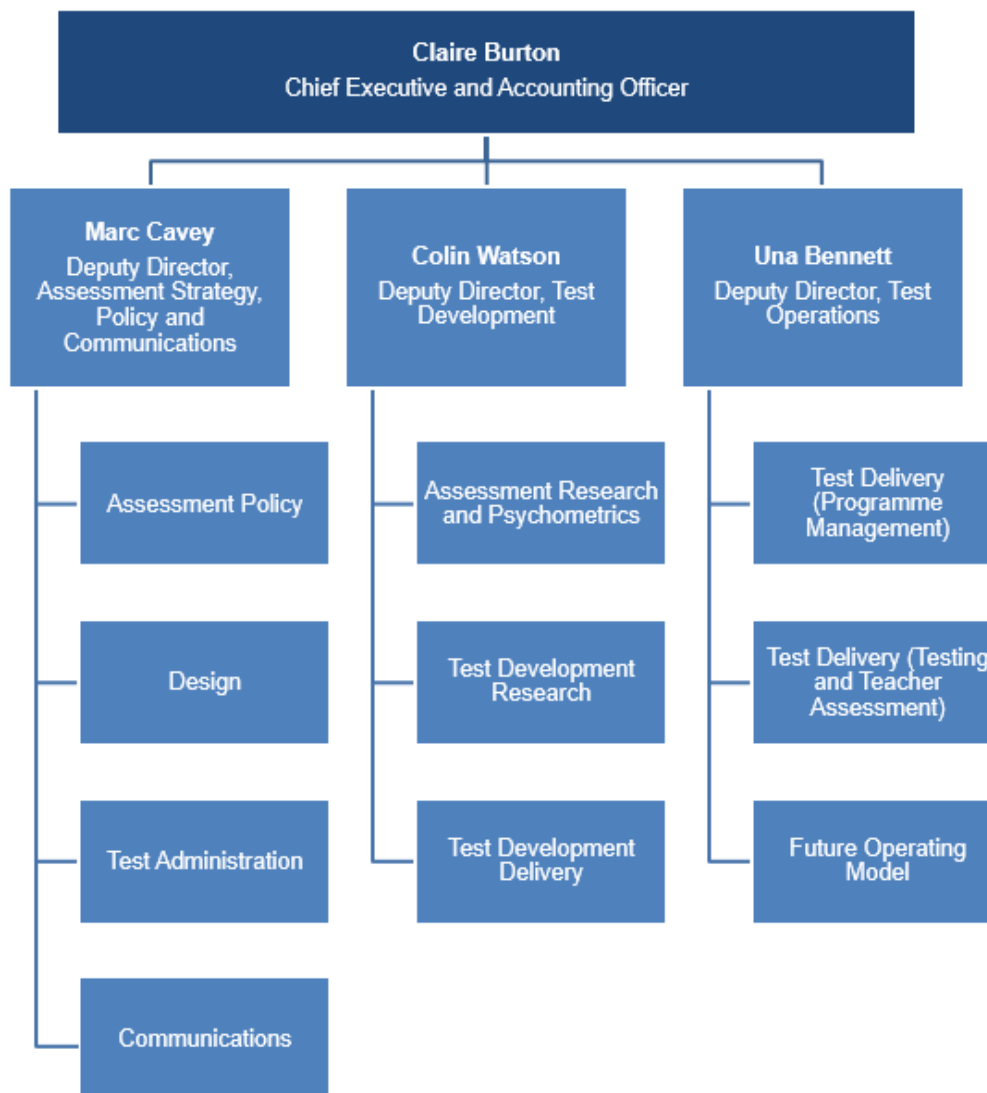 Claire Burton
Chief Executive and Accounting Officer
Marc Cavey
Deputy Director,
Assessment Strategy,
Policy and
Communications
Colin Watson
Deputy Director, Test
Development
Una Bennett
Deputy Director, Test
Operations
Assessment Policy
Design
Test Administration
Communications
Assessment Research
and Psychometrics
Test Development
Research
Test Development
Delivery
Test Delivery
(Programme
Management)
Test Delivery (Testing
and Teacher
Assessment)
Future Operating
Model